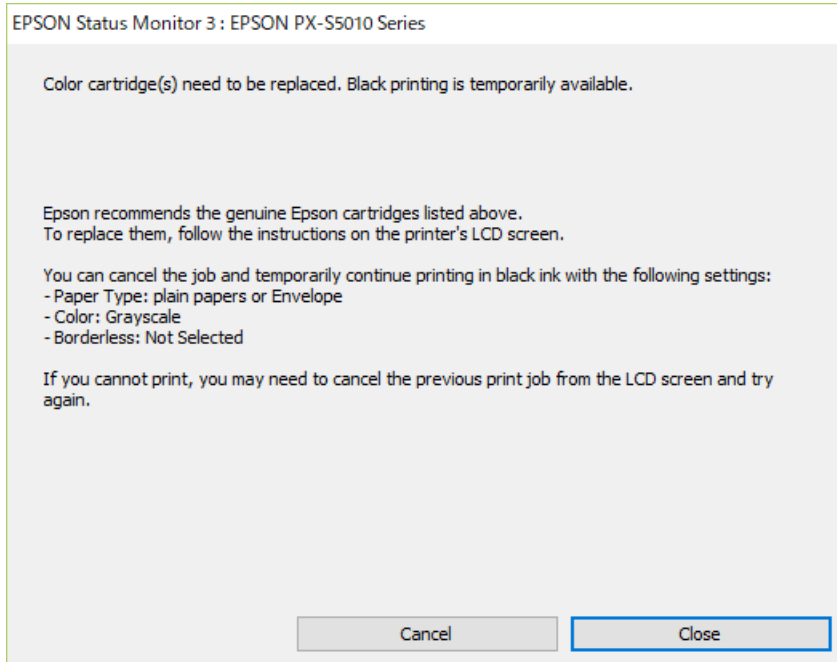 EPSON Status Monitor 3 : EPSON PX-S5010 Series
Color cartridge(s) need to be replaced. Black printing is temporarily available.
Epson recommends the genuine Epson cartridges listed above.
To replace them, follow the instructions on the printer's LCD screen.
You can cancel the job and temporarily continue printing in black ink with the following settings:
- Paper Type: plain papers or Envelope
- Color: Grayscale
- Borderless: Not Selected
If you cannot print, you may need to cancel the previous print job from the LCD screen and try
again.
Cancel Close